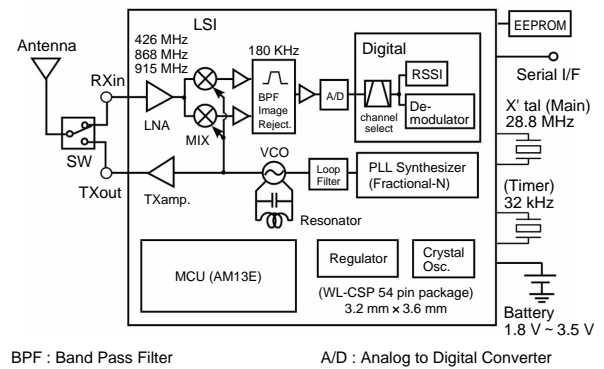 LSI
EEPROM
Antenna
426 MHz
868 MHz
915 MHz
180 KHz
Digital
Serial I/F
RXin
RSSI
BPF
Image
Reject.
A/D
channel
select
De-
modulator
X' tal (Main)
28.8 MHz
LNA
MIX
SW
TXout
TXamp.
VCO
Loop
Filter
PLL Synthesizer
(Fractional-N)
(Timer)
32 kHz
Resonator
MCU (AM13E)
Regulator
Crystal
Osc.
(WL-CSP 54 pin package)
3.2 mm × 3.6 mm
Battery
1.8 V ~ 3.5 V
BPF : Band Pass Filter
A/D : Analog to Digital Converter